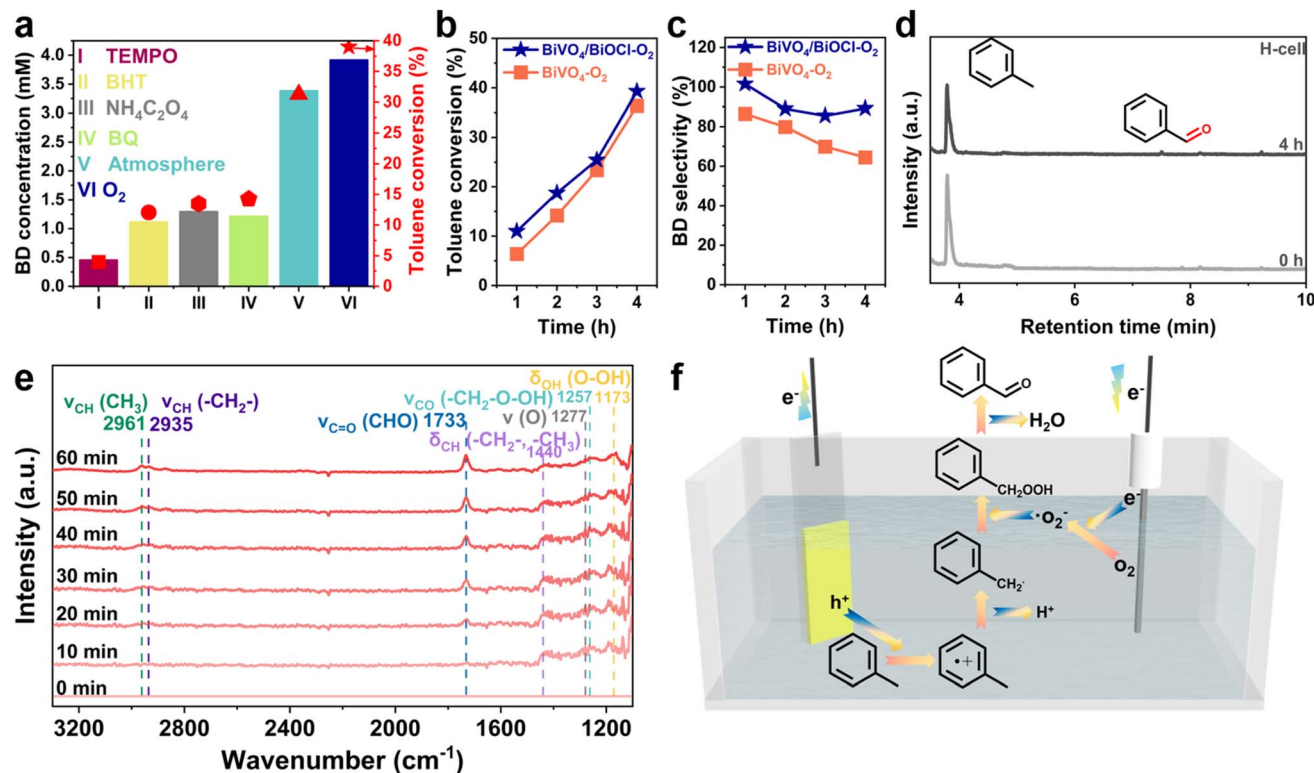 a
BD concentration (mM)
4.0
3.5
3.0
2.5
2.0
1.5
1.0
0.5
0.0
I TEMPO
II BHT
III NH₄C₂O₄
IV BQ
V Atmosphere
VI O₂
I II III IV V VI
40
35
30
25
20
15
10
5
0
Toluene conversion (%)
b
Toluene conversion (%)
50
40
30
20
10
0
BiVO₄/BiOCl-O₂
BiVO₄-O₂
1 2 3 4
Time (h)
c
BD selectivity (%)
120
100
80
60
40
20
0
BiVO₄/BiOCl-O₂
BiVO₄-O₂
1 2 3 4
Time (h)
d
Intensity (a.u.)
H-cell
O
4 h
0 h
4 6 8 10
Retention time (min)
e
Intensity (a.u.)
νCH (CH₃)
2961
νCH (-CH₂-)
2935
νC=O (CHO) 1733
δOH (O-OH)
1173
νCO (-CH₂-O-OH) 1257
ν (O) 1277
δCH (-CH₂-, -CH₃)
1440
60 min
50 min
40 min
30 min
20 min
10 min
0 min
3200 2800 2400 2000 1600 1200
Wavenumber (cm⁻¹)
f
e⁻
O
e⁻
H₂O
CH₂OOH
·O₂⁻
e⁻
O₂
CH₂·
h⁺
H⁺
·+